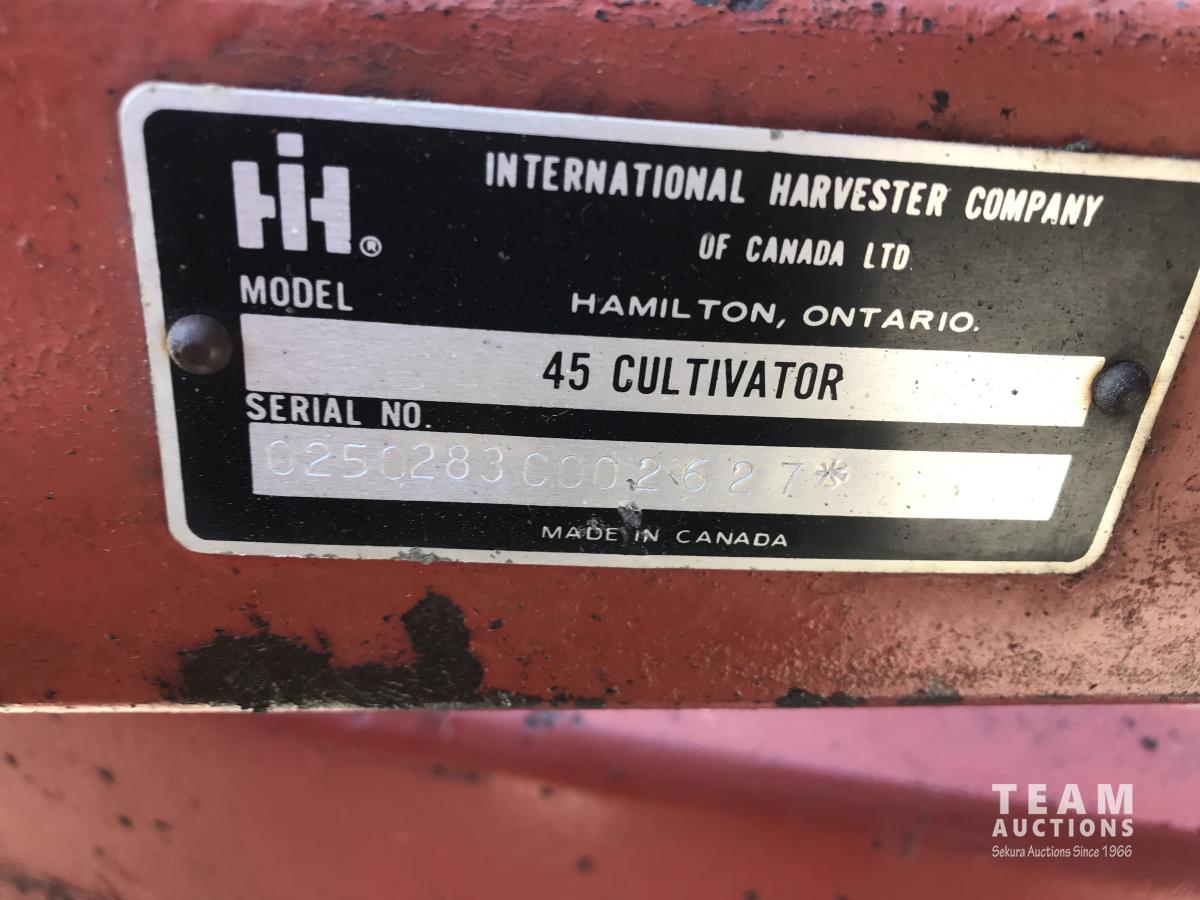 IH®
INTERNATIONAL HARVESTER COMPANY
OF CANADA LTD
HAMILTON, ONTARIO.
MODEL
45 CULTIVATOR
SERIAL NO.
0250283C002627*
MADE IN CANADA
TEAM
AUCTIONS
Sekura Auctions Since 1966